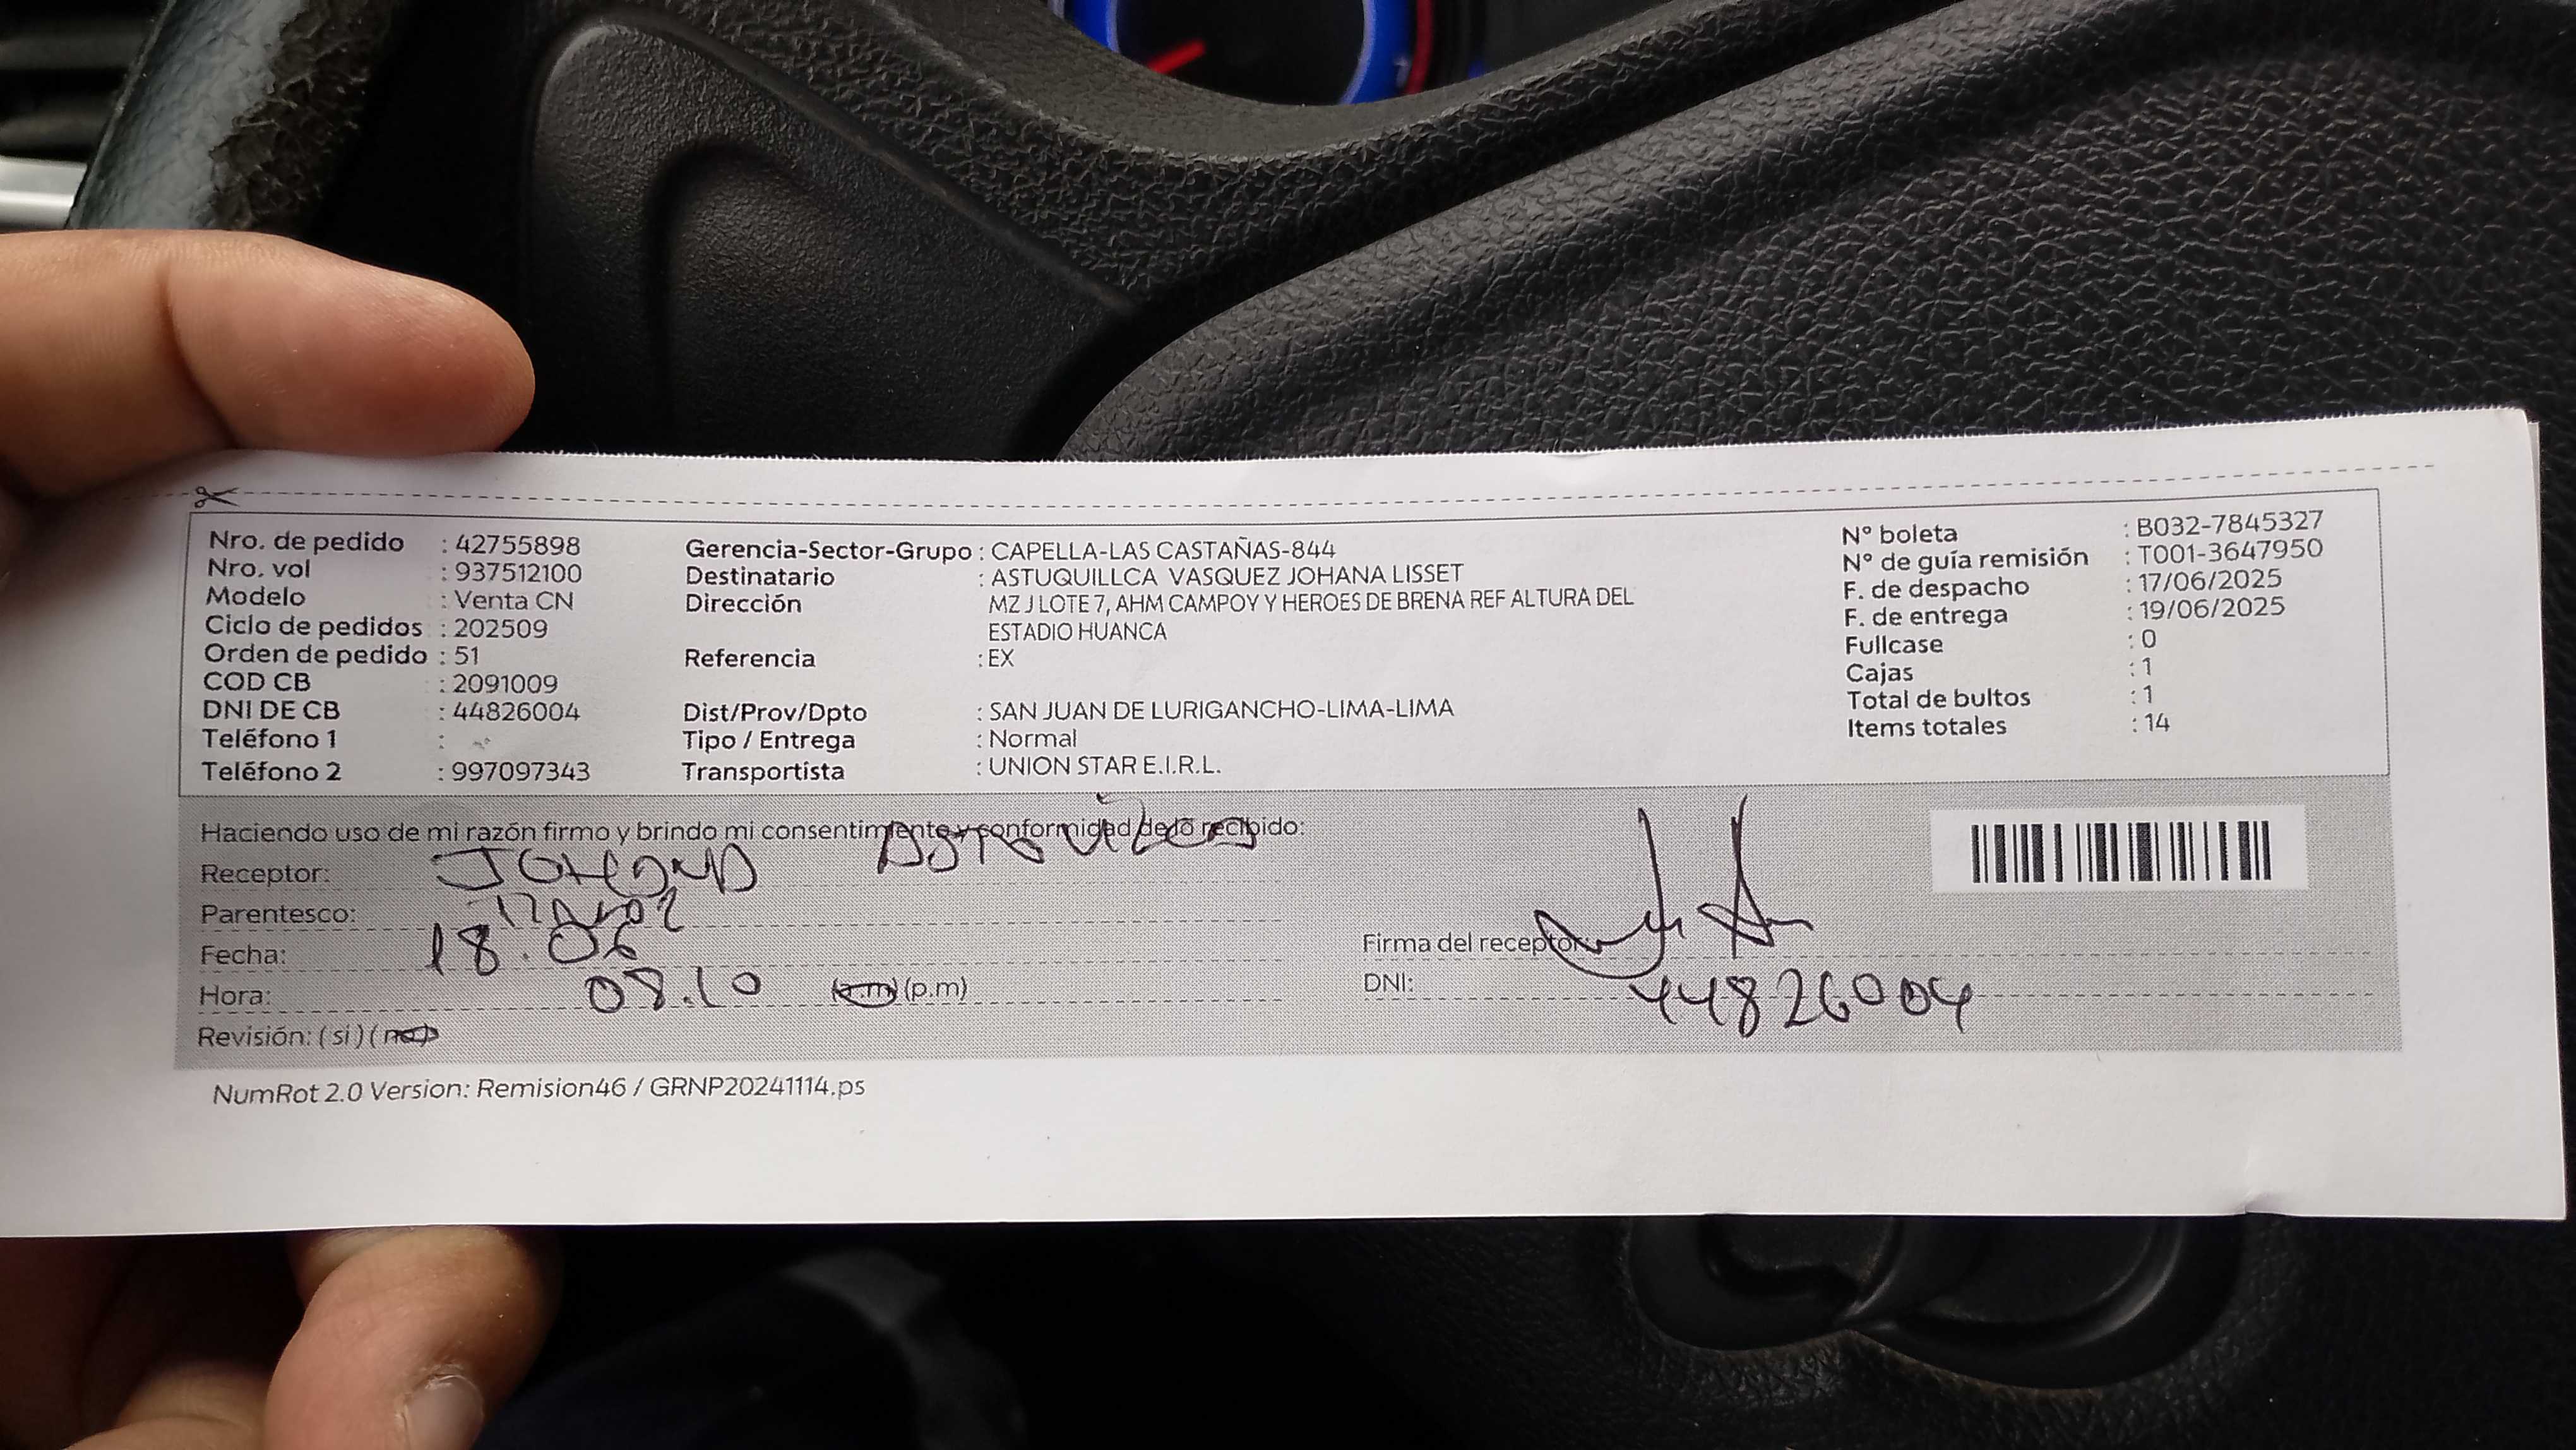 Nro. de pedido : 42755898
Nro. vol : 937512100
Modelo : Venta CN
Ciclo de pedidos : 202509
Orden de pedido : 51
COD CB : 2091009
DNI DE CB : 44826004
Teléfono 1 :
Teléfono 2 : 997097343
Gerencia-Sector-Grupo : CAPELLA-LAS CASTAÑAS-844
Destinatario : ASTUQUILLCA VASQUEZ JOHANA LISSET
Dirección MZ J LOTE 7, AHM CAMPOY Y HEROES DE BRENA REF ALTURA DEL
ESTADIO HUANCA
Referencia : EX
Dist/Prov/Dpto : SAN JUAN DE LURIGANCHO-LIMA-LIMA
Tipo / Entrega : Normal
Transportista : UNION STAR E.I.R.L.
N° boleta : B032-7845327
N° de guía remisión : T001-3647950
F. de despacho : 17/06/2025
F. de entrega : 19/06/2025
Fullcase : 0
Cajas : 1
Total de bultos : 1
Items totales : 14
Haciendo uso de mi razón firmo y brindo mi consentimiento y conformidad de lo recibido:
Receptor: JOHANA
Parentesco:
Fecha: 18.06
Hora: 08.10 (a.m) (p.m)
Revisión: (si) (no)
Firma del receptor:
DNI: 44826004
NumRot 2.0 Version: Remision46 / GRNP20241114.ps